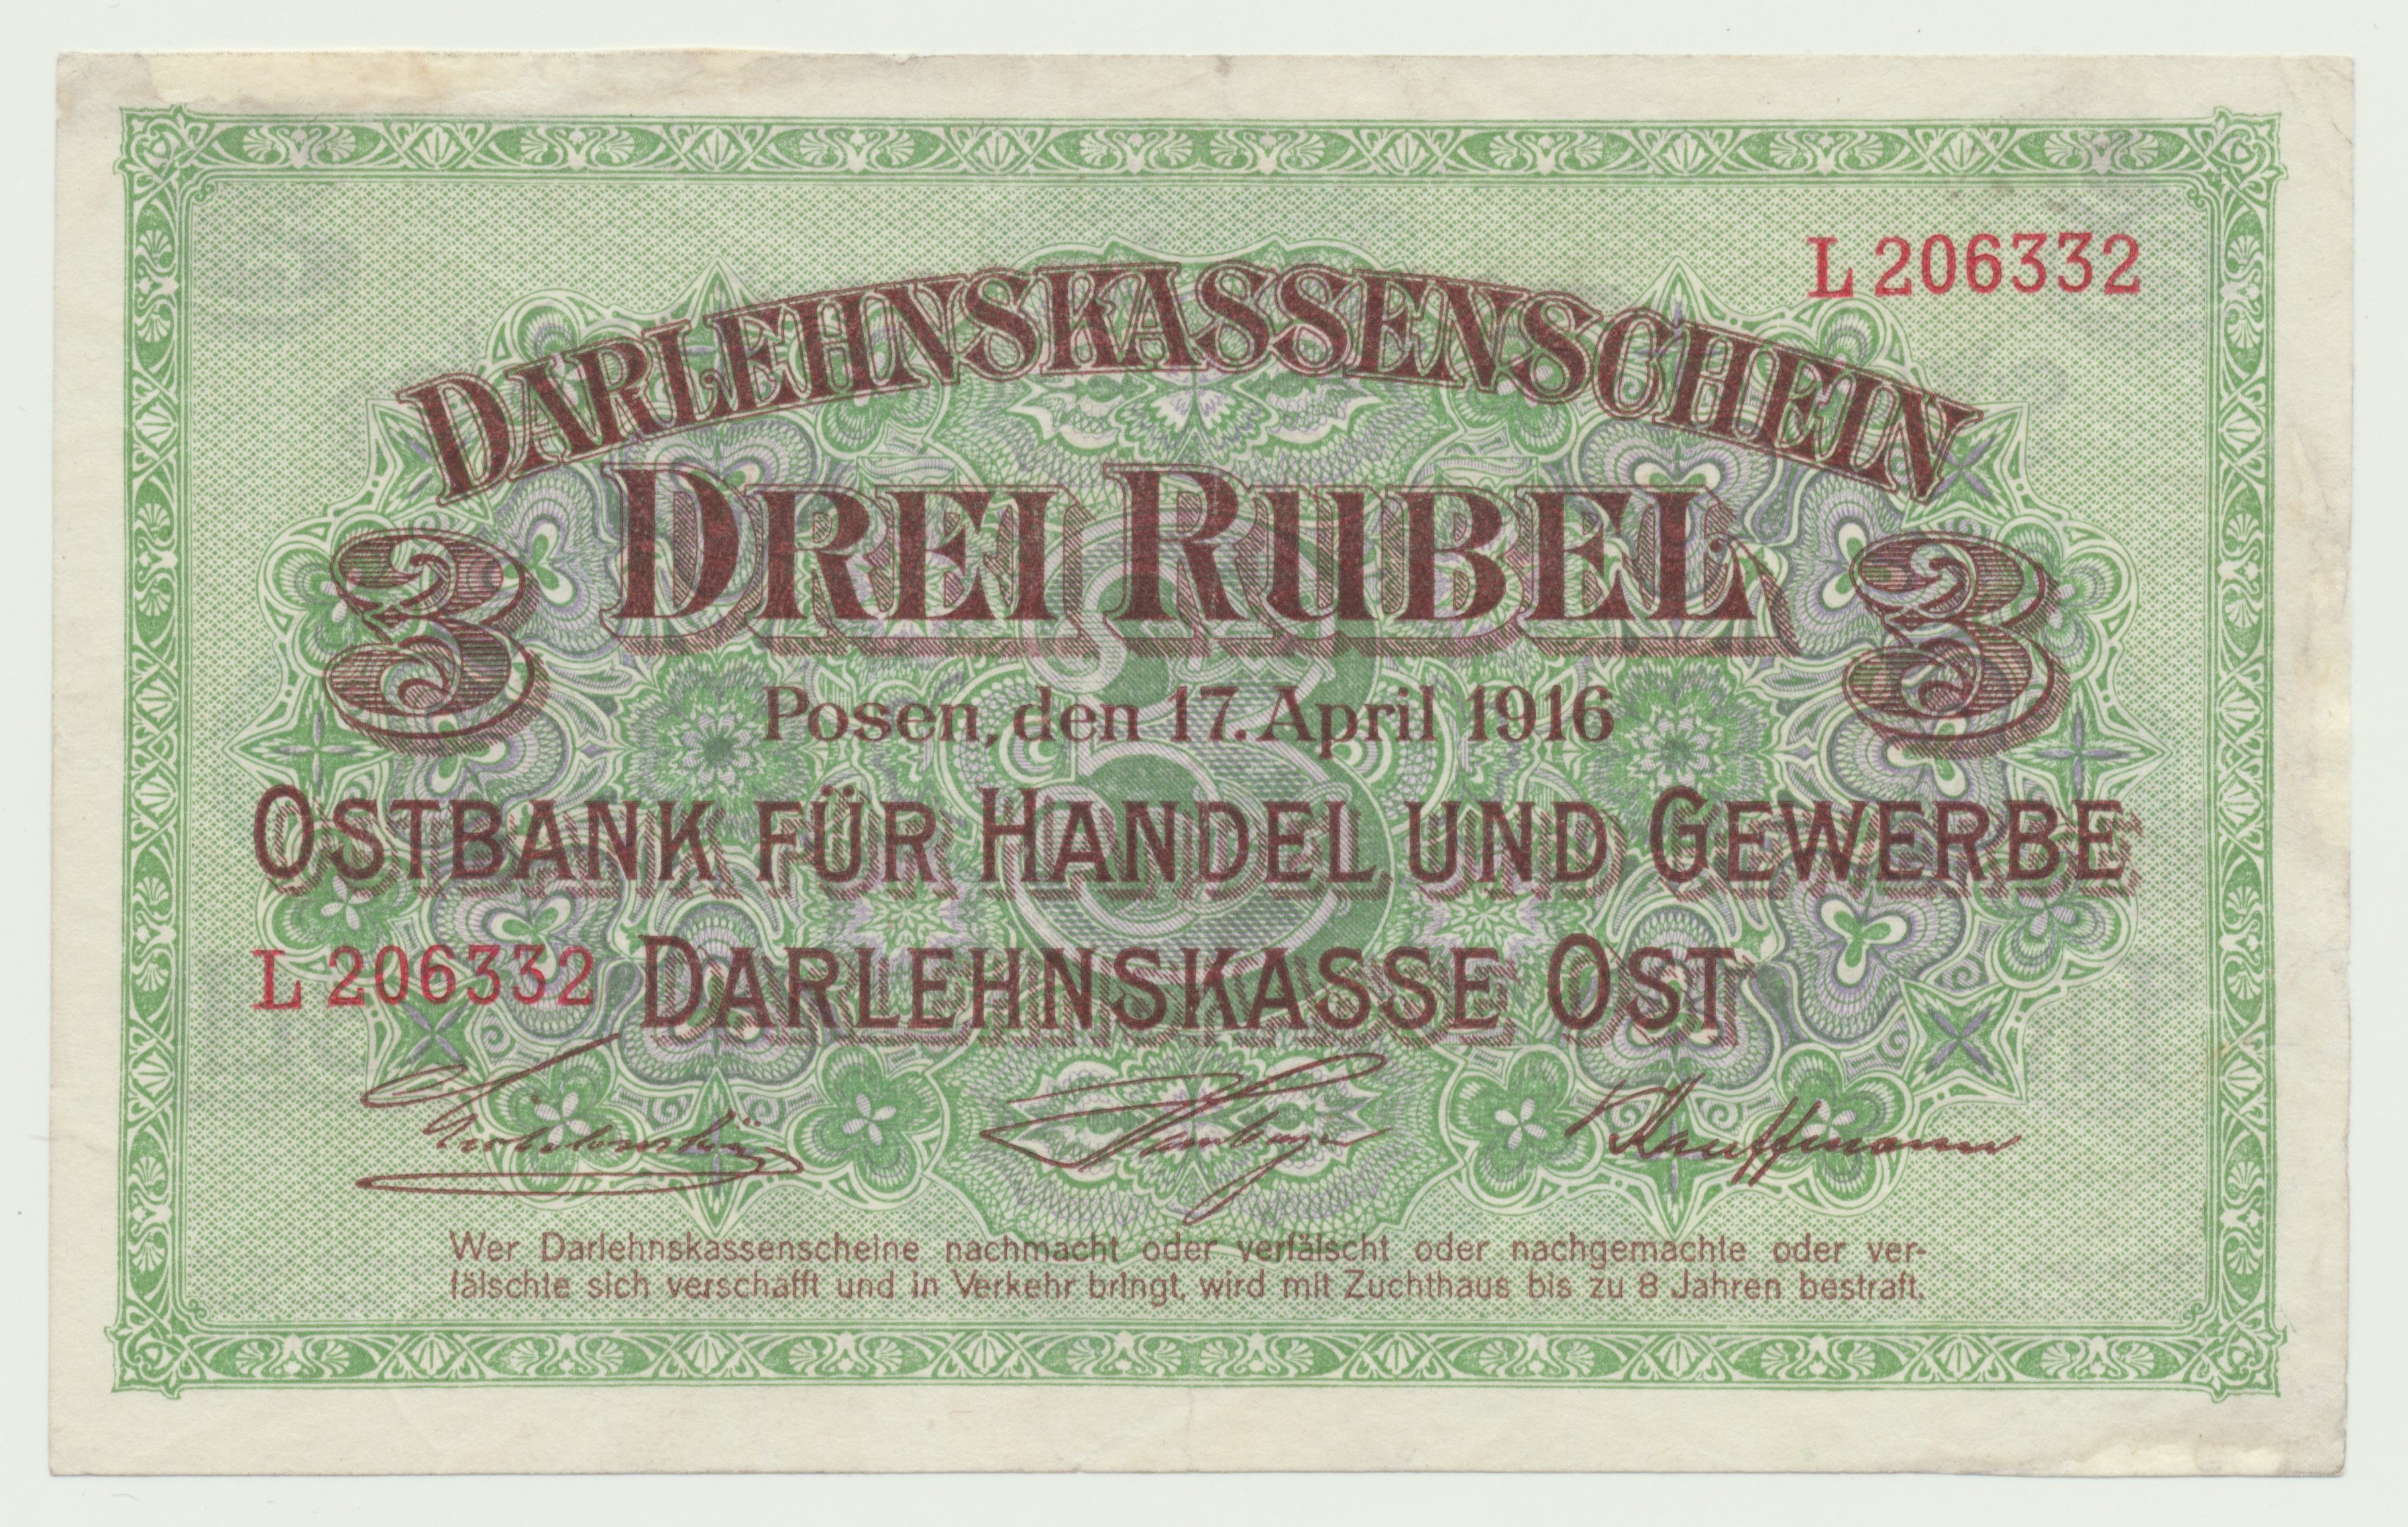 L 206332
DARLEHNSKASSENSCHEIN
DREI RUBEL
3 3
Posen, den 17. April 1916
OSTBANK FÜR HANDEL UND GEWERBE
L 206332 DARLEHNSKASSE OST
Kauffmann
Wer Darlehnskassenscheine nachmacht oder verfälscht oder nachgemachte oder ver-
fälschte sich verschafft und in Verkehr bringt, wird mit Zuchthaus bis zu 8 Jahren bestraft.